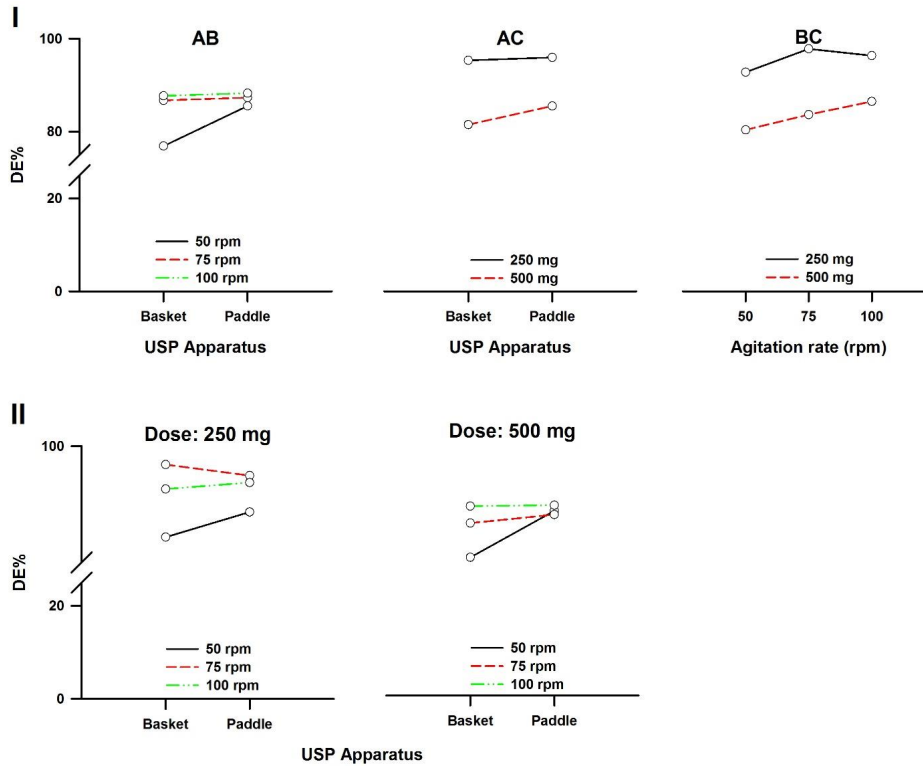 I
AB
AC
BC
100
80
20
0
DE%
50 rpm
75 rpm
100 rpm
250 mg
500 mg
250 mg
500 mg
Basket
Paddle
Basket
Paddle
50
75
100
USP Apparatus
USP Apparatus
Agitation rate (rpm)
II
Dose: 250 mg
Dose: 500 mg
100
20
0
DE%
50 rpm
75 rpm
100 rpm
50 rpm
75 rpm
100 rpm
Basket
Paddle
Basket
Paddle
USP Apparatus